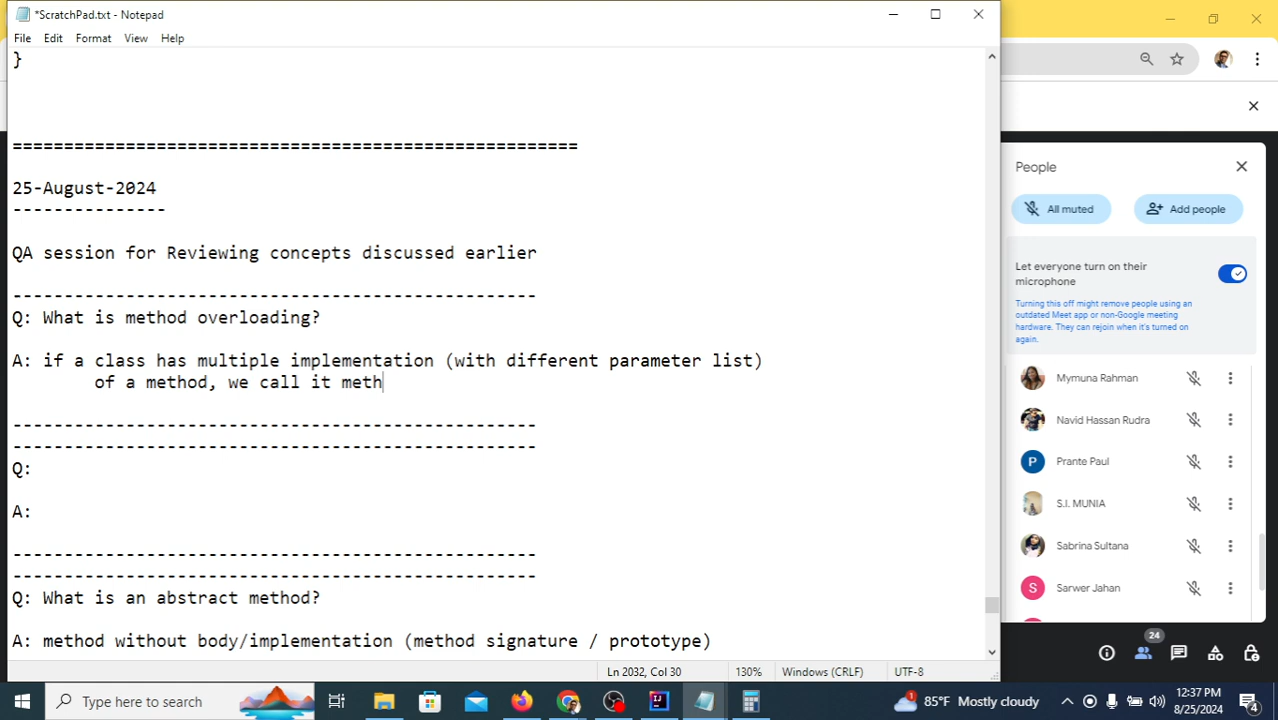 *ScratchPad.txt - Notepad
File Edit Format View Help
}
=======================================================
25-August-2024
---------------
QA session for Reviewing concepts discussed earlier
---------------------------------------------------
Q: What is method overloading?
A: if a class has multiple implementation (with different parameter list)
of a method, we call it meth
---------------------------------------------------
---------------------------------------------------
Q:
A:
---------------------------------------------------
---------------------------------------------------
Q: What is an abstract method?
A: method without body/implementation (method signature / prototype)
Ln 2032, Col 30 130% Windows (CRLF) UTF-8
People
All muted
Add people
Let everyone turn on their
microphone
Turning this off might remove people using an
outdated Meet app or non-Google meeting
hardware. They can rejoin when it's turned on
again.
Mymuna Rahman
Navid Hassan Rudra
P Prante Paul
S.I. MUNIA
Sabrina Sultana
S Sarwer Jahan
24
Type here to search
1
85°F Mostly cloudy
12:37 PM
8/25/2024
4